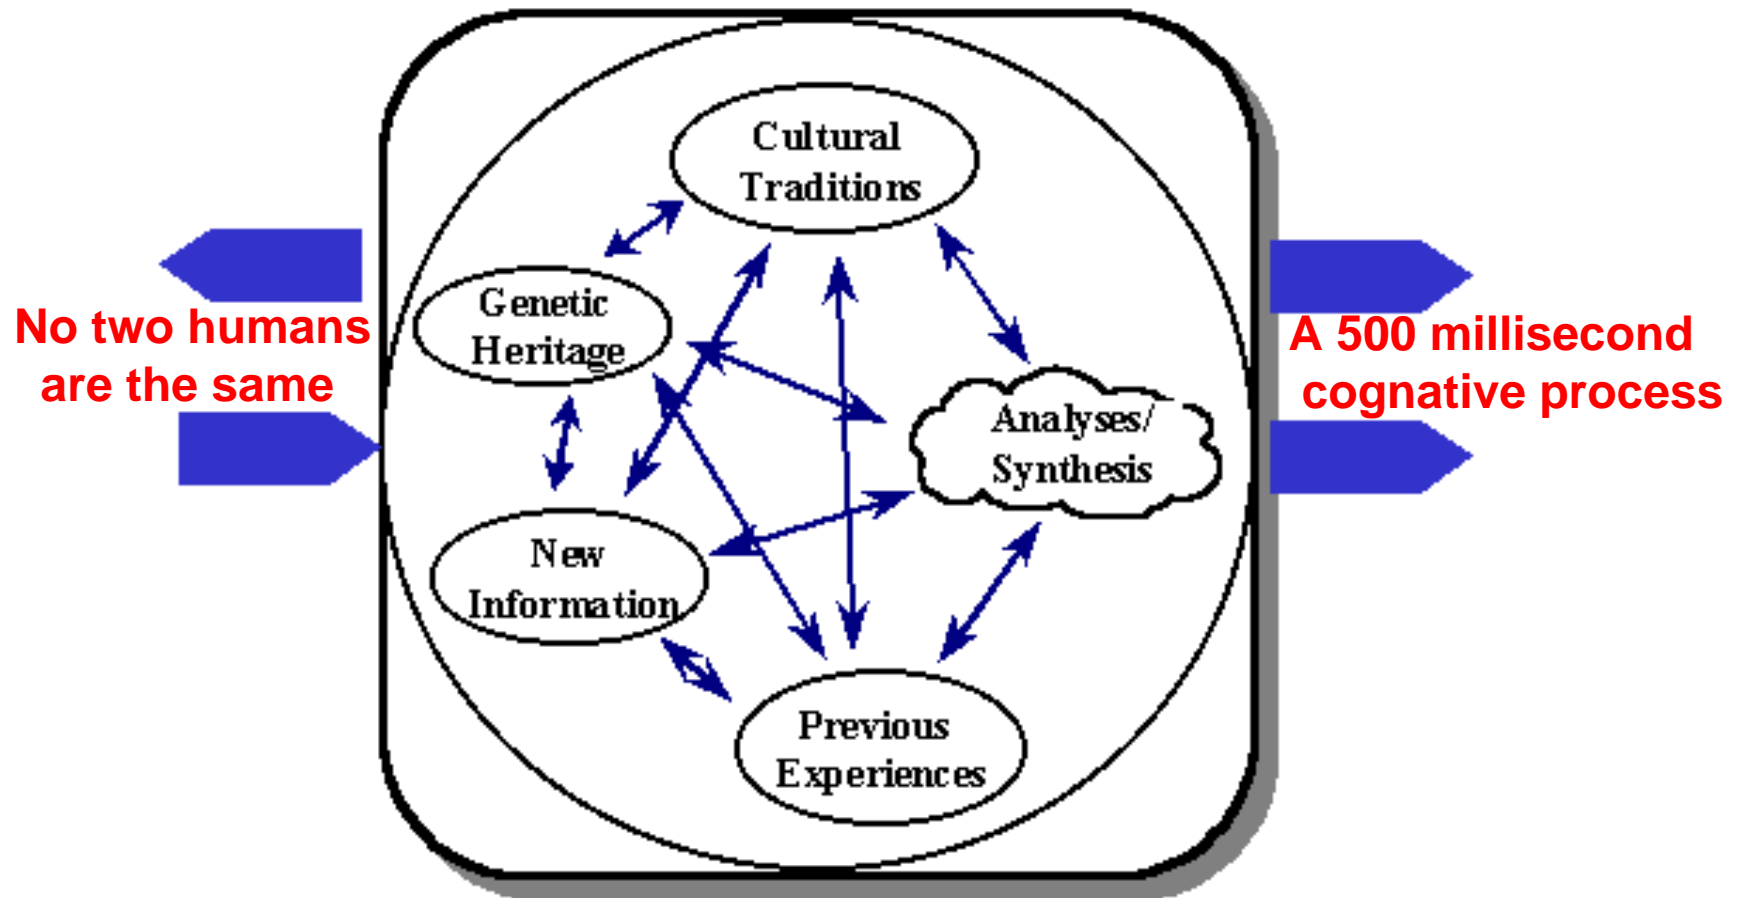 Cultural
Traditions
Genetic
Heritage
No two humans
are the same
A 500 millisecond
cognative process
Analyses/
Synthesis
New
Information
Previous
Experiences